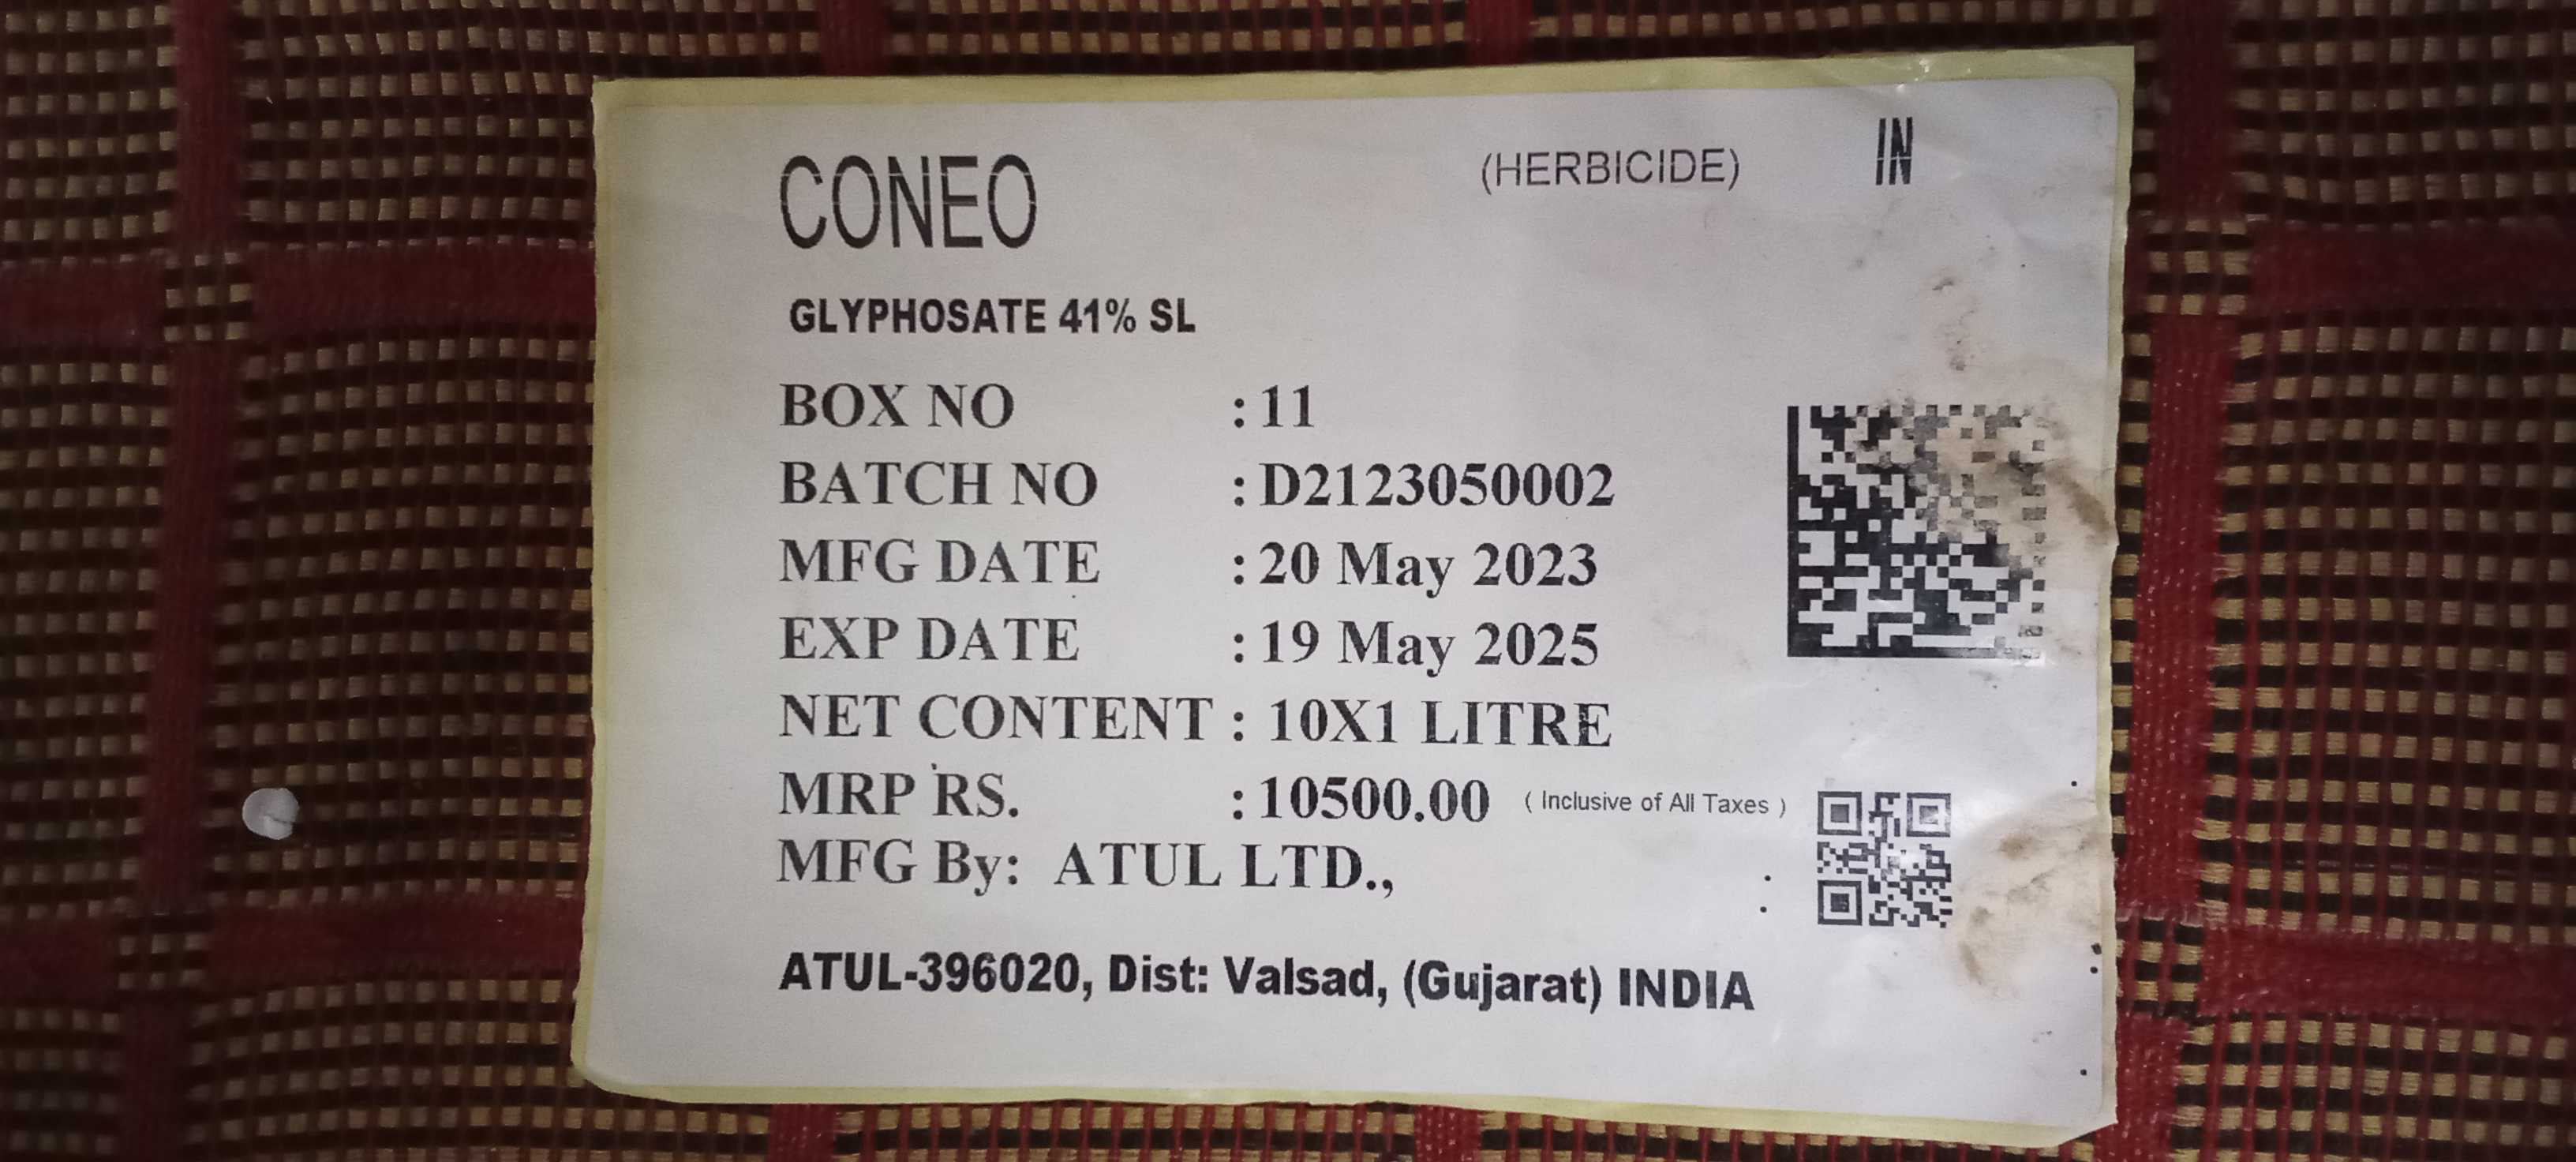 CONEO
(HERBICIDE)
IN
GLYPHOSATE 41% SL
BOX NO : 11
BATCH NO : D2123050002
MFG DATE : 20 May 2023
EXP DATE : 19 May 2025
NET CONTENT : 10X1 LITRE
MRP RS. : 10500.00 ( Inclusive of All Taxes )
MFG By: ATUL LTD.,
ATUL-396020, Dist: Valsad, (Gujarat) INDIA